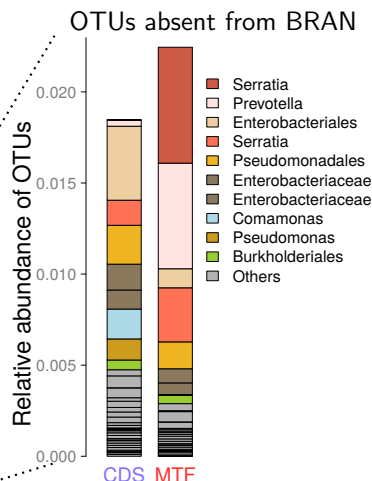 OTUs absent from BRAN
Relative abundance of OTUs
0.020
0.015
0.010
0.005
0.000
Serratia
Prevotella
Enterobacteriales
Serratia
Pseudomonadales
Enterobacteriaceae
Enterobacteriaceae
Comamonas
Pseudomonas
Burkholderiales
Others
CDS MTF